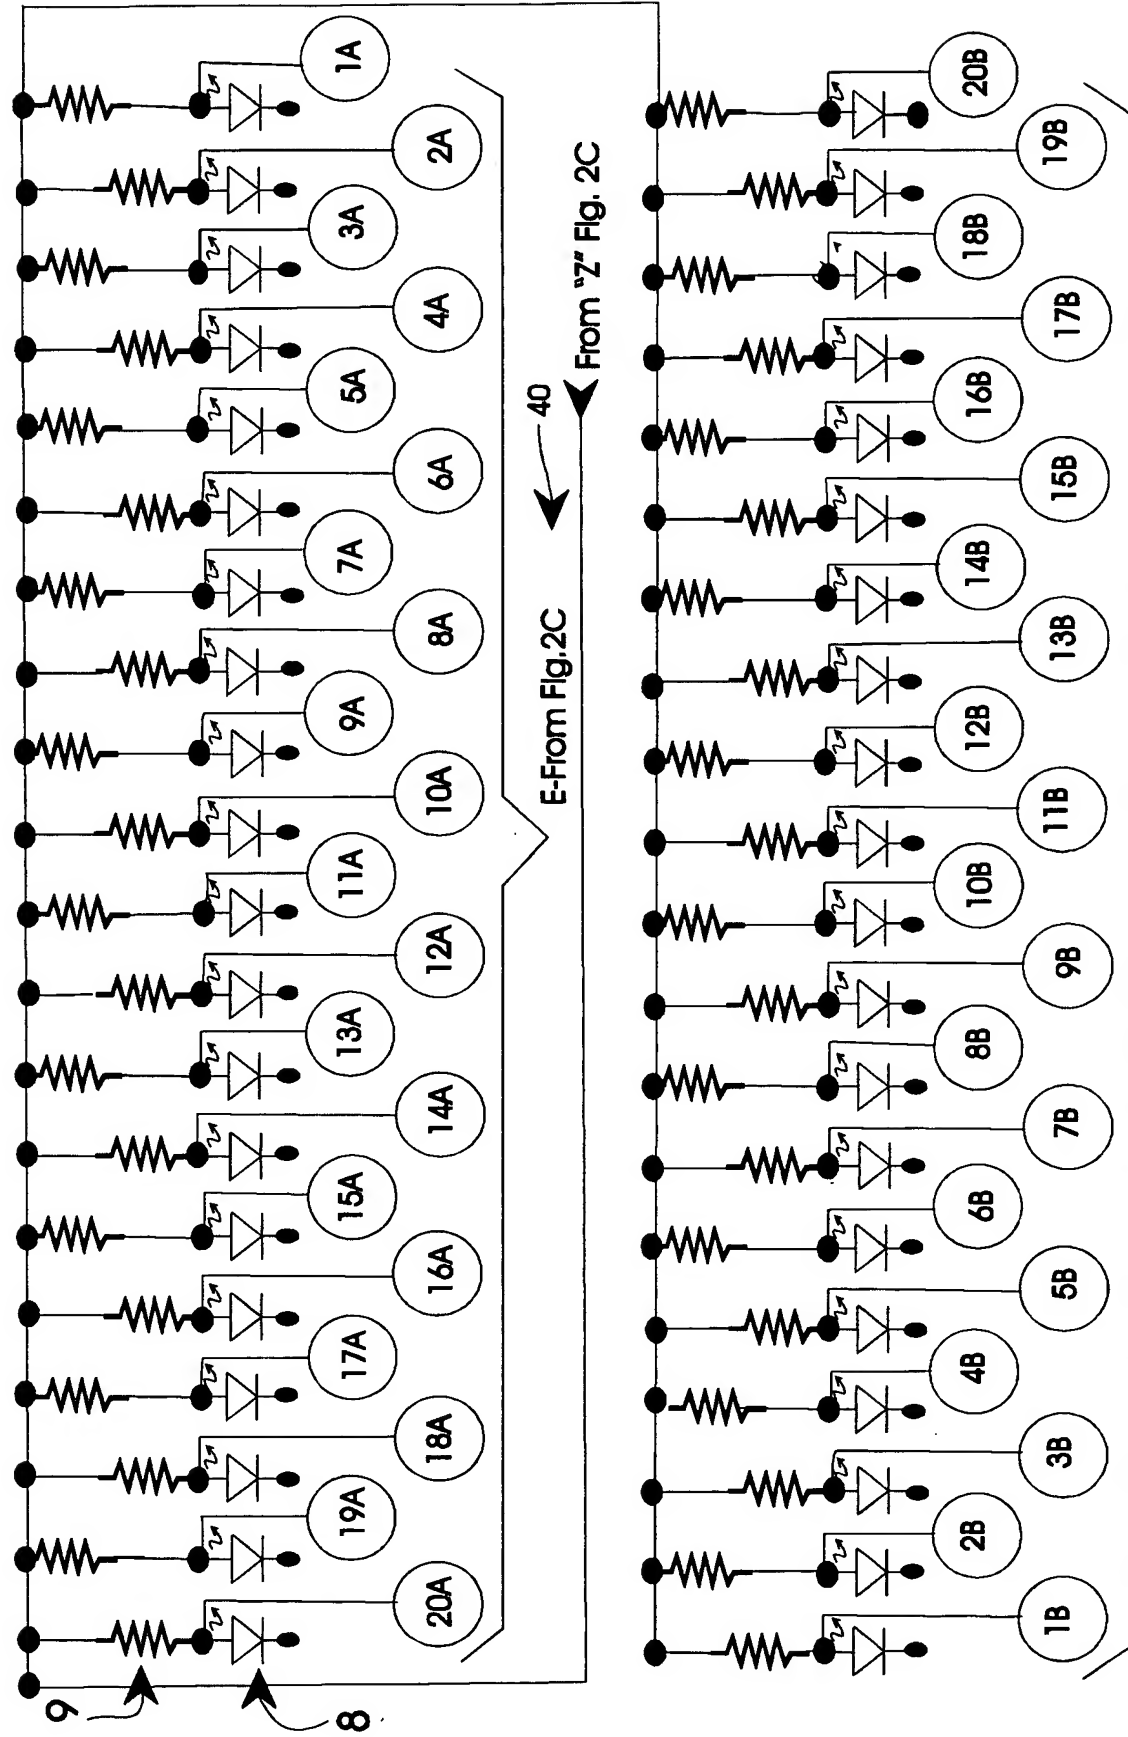 1A
2A
3A
4A
5A
6A
7A
8A
9A
10A
11A
12A
13A
14A
15A
16A
17A
18A
19A
20A
9
8
E-From Fig.2C
40
From "Z" Fig. 2C
1B
2B
3B
4B
5B
6B
7B
8B
9B
10B
11B
12B
13B
14B
15B
16B
17B
18B
19B
20B